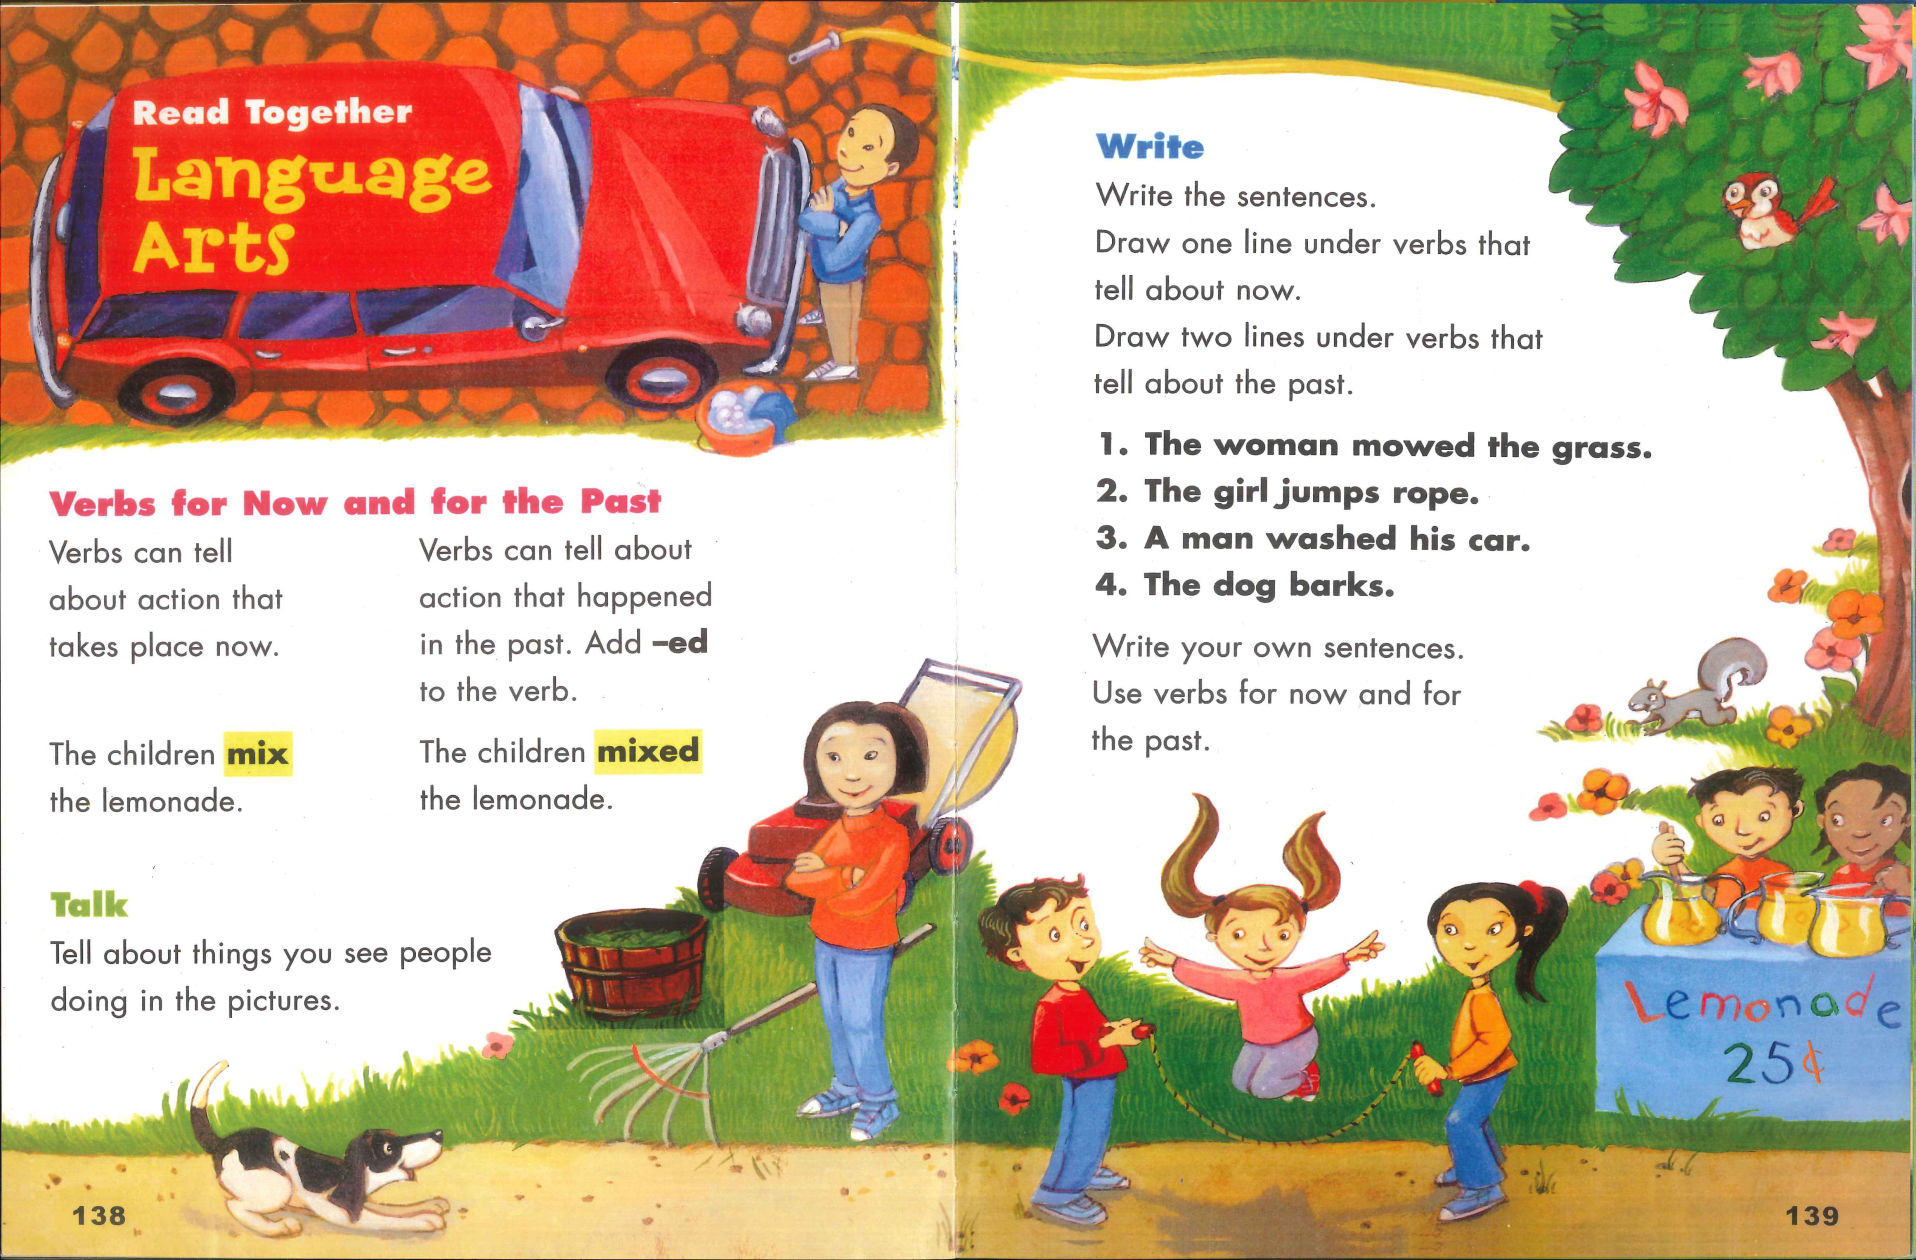 Read Together
Language
Arts
Verbs for Now and for the Past
Verbs can tell
about action that
takes place now.
The children mix
the lemonade.
Verbs can tell about
action that happened
in the past. Add –ed
to the verb.
The children mixed
the lemonade.
Talk
Tell about things you see people
doing in the pictures.
138
Write
Write the sentences.
Draw one line under verbs that
tell about now.
Draw two lines under verbs that
tell about the past.
1. The woman mowed the grass.
2. The girl jumps rope.
3. A man washed his car.
4. The dog barks.
Write your own sentences.
Use verbs for now and for
the past.
Lemonade
25¢
139